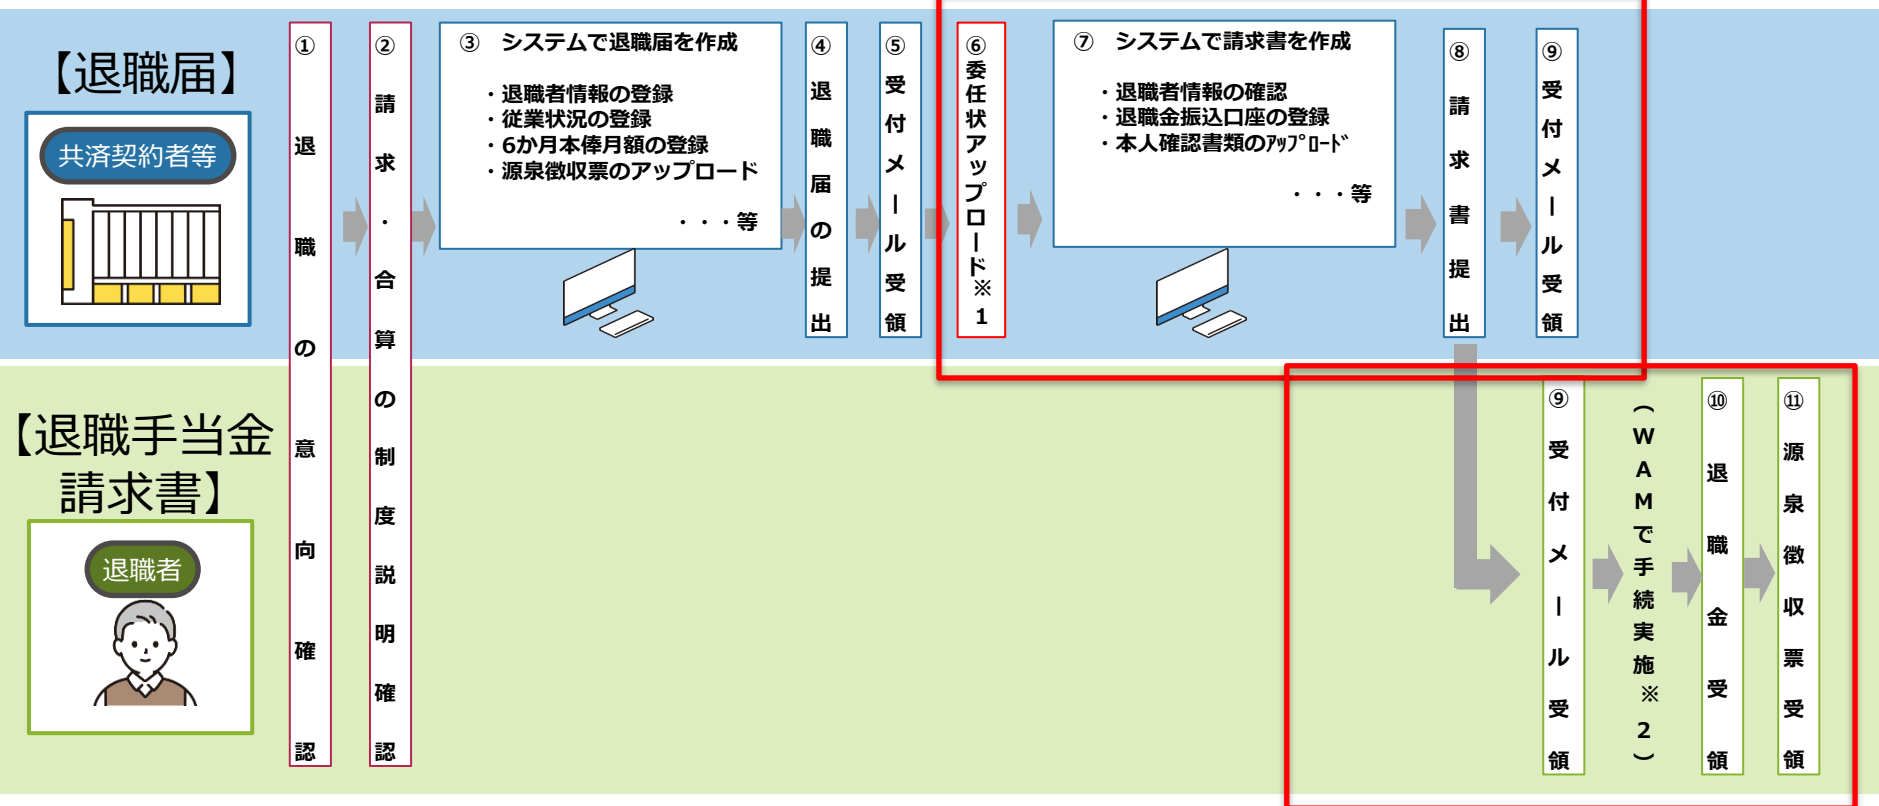 【退職届】
共済契約者等
①退職の意向確認
②請求・合算の制度説明確認
③ システムで退職届を作成
・退職者情報の登録
・従業状況の登録
・6か月本俸月額の登録
・源泉徴収票のアップロード
・・・等
④退職届の提出
⑤受付メール受領
⑥委任状アップロード※1
⑦ システムで請求書を作成
・退職者情報の確認
・退職金振込口座の登録
・本人確認書類のｱｯﾌﾟﾛｰﾄﾞ
・・・等
⑧請求書提出
⑨受付メール受領
【退職手当金
請求書】
退職者
⑨受付メール受領
（WAMで手続実施※2）
⑩退職金受領
⑪源泉徴収票受領